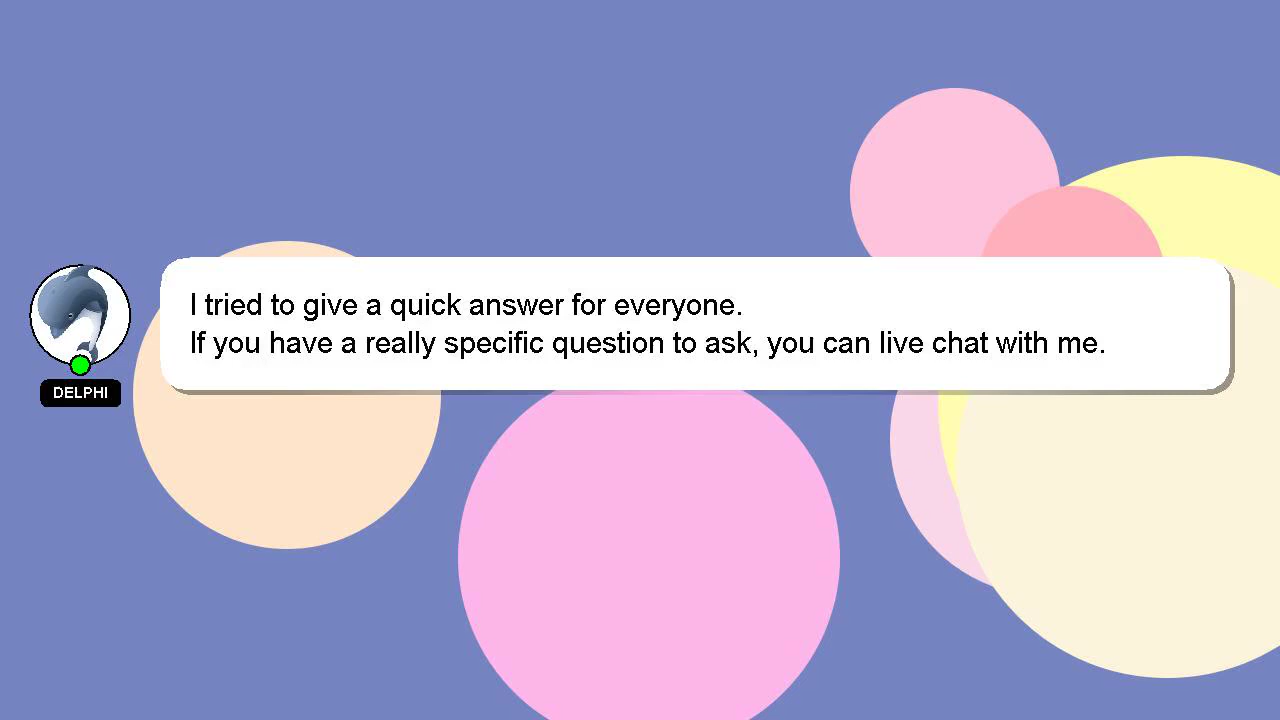 I tried to give a quick answer for everyone.
If you have a really specific question to ask, you can live chat with me.
DELPHI